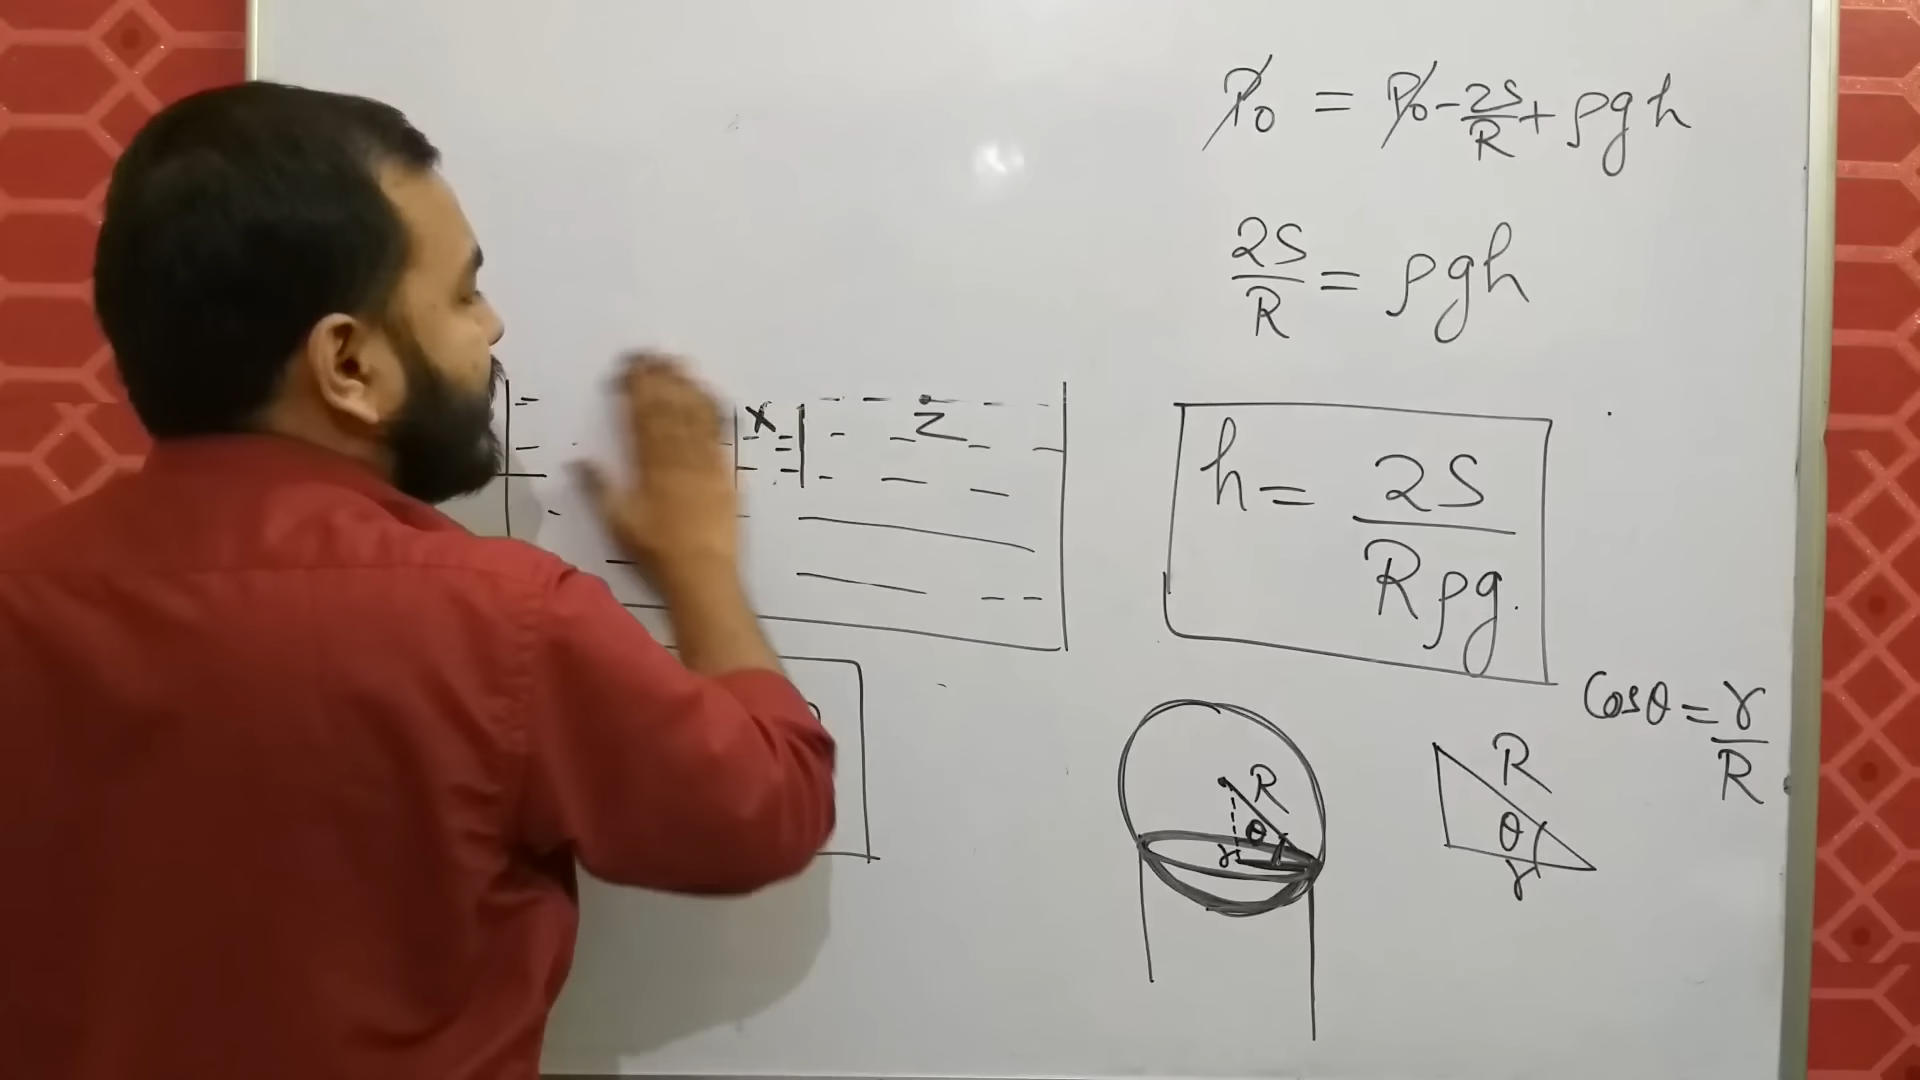 P₀ = P₀ - 2S/R + ρgh
2S/R = ρgh
x
Z
h = 2S/Rρg.
Cosθ = r/R
R
θ
r
R
θ
r